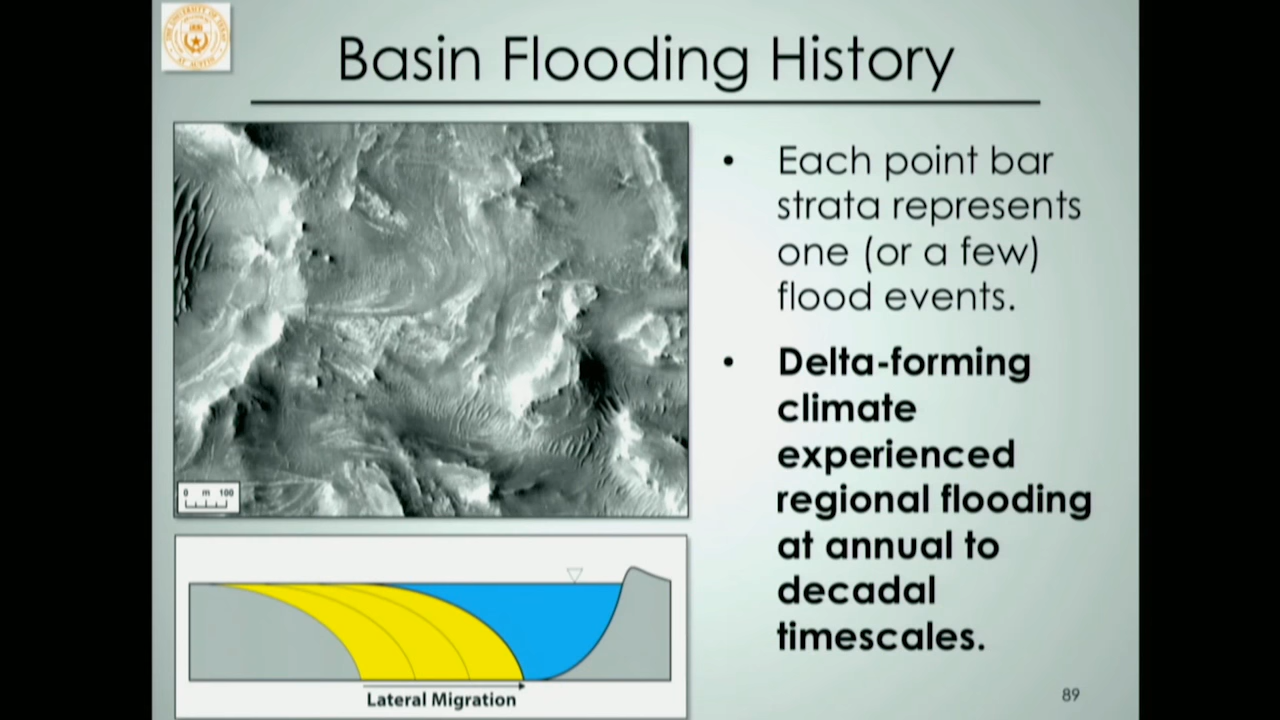 Basin Flooding History
• Each point bar
strata represents
one (or a few)
flood events.
• Delta-forming
climate
experienced
regional flooding
at annual to
decadal
timescales.
0 m 100
Lateral Migration
89